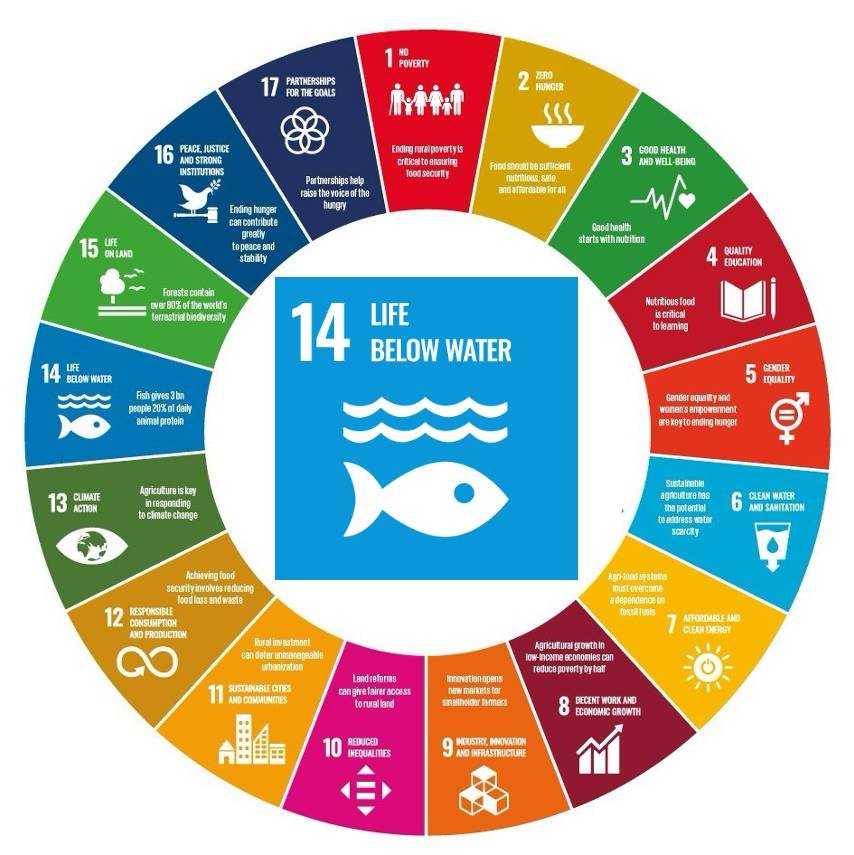 1 NO
POVERTY
Ending rural poverty is
critical to ensuring
food security
2 ZERO
HUNGER
Food should be sufficient,
nutritious, safe,
and affordable for all
3 GOOD HEALTH
AND WELL-BEING
Good health
starts with nutrition
4 QUALITY
EDUCATION
Nutritious food
is critical
to learning
5 GENDER
EQUALITY
Gender equality and
women's empowerment
are key to ending hunger
6 CLEAN WATER
AND SANITATION
Sustainable
agriculture has
the potential
to address water
scarcity
7 AFFORDABLE AND
CLEAN ENERGY
Agri-food systems
must overcome
a dependence on
fossil fuels
8 DECENT WORK AND
ECONOMIC GROWTH
Agricultural growth in
low-income economies can
reduce poverty by half
9 INDUSTRY, INNOVATION
AND INFRASTRUCTURE
Innovation opens
new markets for
smallholder farmers
10 REDUCED
INEQUALITIES
Land reforms
can give fairer access
to rural land
11 SUSTAINABLE CITIES
AND COMMUNITIES
Rural investment
can deter unmanageable
urbanization
12 RESPONSIBLE
CONSUMPTION
AND PRODUCTION
Achieving food
security involves reducing
food loss and waste
13 CLIMATE
ACTION
Agriculture is key
in responding
to climate change
14 LIFE
BELOW WATER
Fish gives 3 bn
people 20% of daily
animal protein
15 LIFE
ON LAND
Forests contain
over 80% of the world's
terrestrial biodiversity
16 PEACE, JUSTICE
AND STRONG
INSTITUTIONS
Ending hunger
can contribute
greatly
to peace and
stability
17 PARTNERSHIPS
FOR THE GOALS
Partnerships help
raise the voice of the
hungry
14 LIFE
BELOW WATER